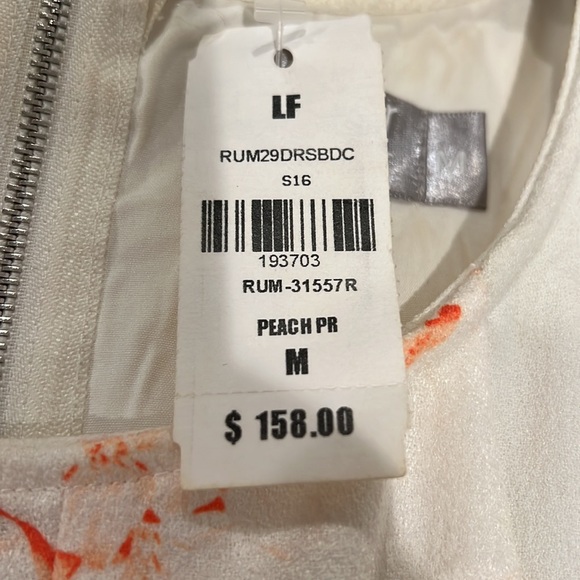 LF
RUM29DRSBDC
S16
193703
RUM-31557R
PEACH PR
M
$ 158.00